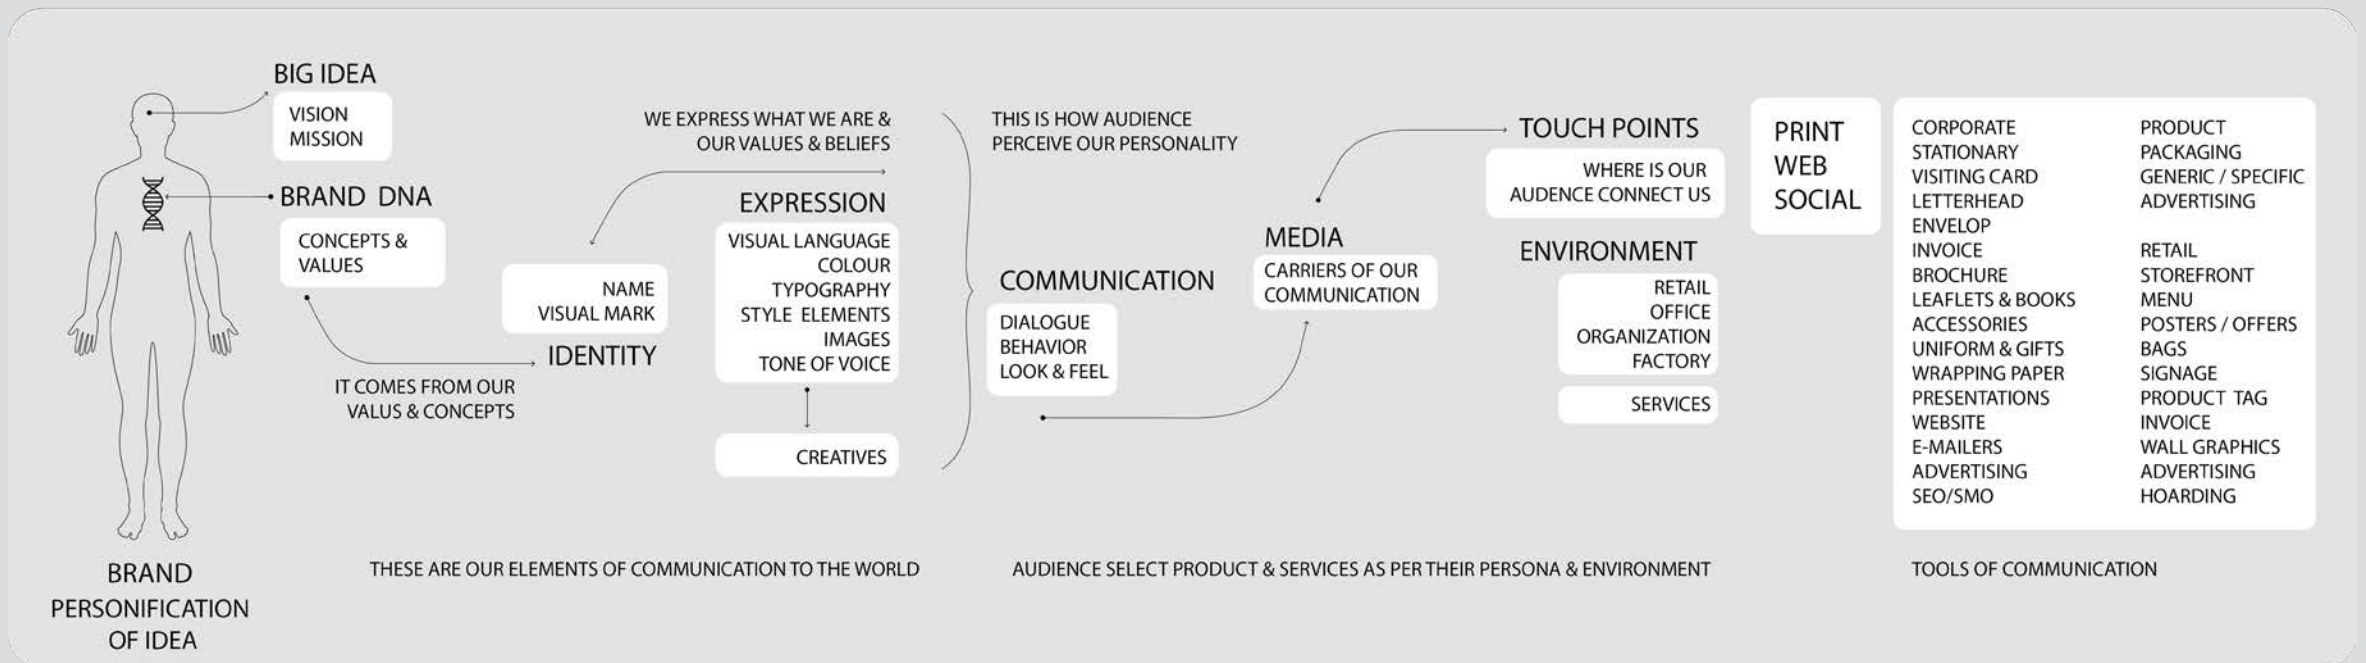 BIG IDEA
VISION
MISSION
BRAND DNA
CONCEPTS &
VALUES
IT COMES FROM OUR
VALUS & CONCEPTS
BRAND
PERSONIFICATION
OF IDEA
WE EXPRESS WHAT WE ARE &
OUR VALUES & BELIEFS
NAME
VISUAL MARK
IDENTITY
EXPRESSION
VISUAL LANGUAGE
COLOUR
TYPOGRAPHY
STYLE ELEMENTS
IMAGES
TONE OF VOICE
CREATIVES
THESE ARE OUR ELEMENTS OF COMMUNICATION TO THE WORLD
THIS IS HOW AUDIENCE
PERCEIVE OUR PERSONALITY
COMMUNICATION
DIALOGUE
BEHAVIOR
LOOK & FEEL
MEDIA
CARRIERS OF OUR
COMMUNICATION
TOUCH POINTS
WHERE IS OUR
AUDENCE CONNECT US
ENVIRONMENT
RETAIL
OFFICE
ORGANIZATION
FACTORY
SERVICES
AUDIENCE SELECT PRODUCT & SERVICES AS PER THEIR PERSONA & ENVIRONMENT
PRINT
WEB
SOCIAL
CORPORATE
STATIONARY
VISITING CARD
LETTERHEAD
ENVELOP
INVOICE
BROCHURE
LEAFLETS & BOOKS
ACCESSORIES
UNIFORM & GIFTS
WRAPPING PAPER
PRESENTATIONS
WEBSITE
E-MAILERS
ADVERTISING
SEO/SMO
PRODUCT
PACKAGING
GENERIC / SPECIFIC
ADVERTISING
RETAIL
STOREFRONT
MENU
POSTERS / OFFERS
BAGS
SIGNAGE
PRODUCT TAG
INVOICE
WALL GRAPHICS
ADVERTISING
HOARDING
TOOLS OF COMMUNICATION